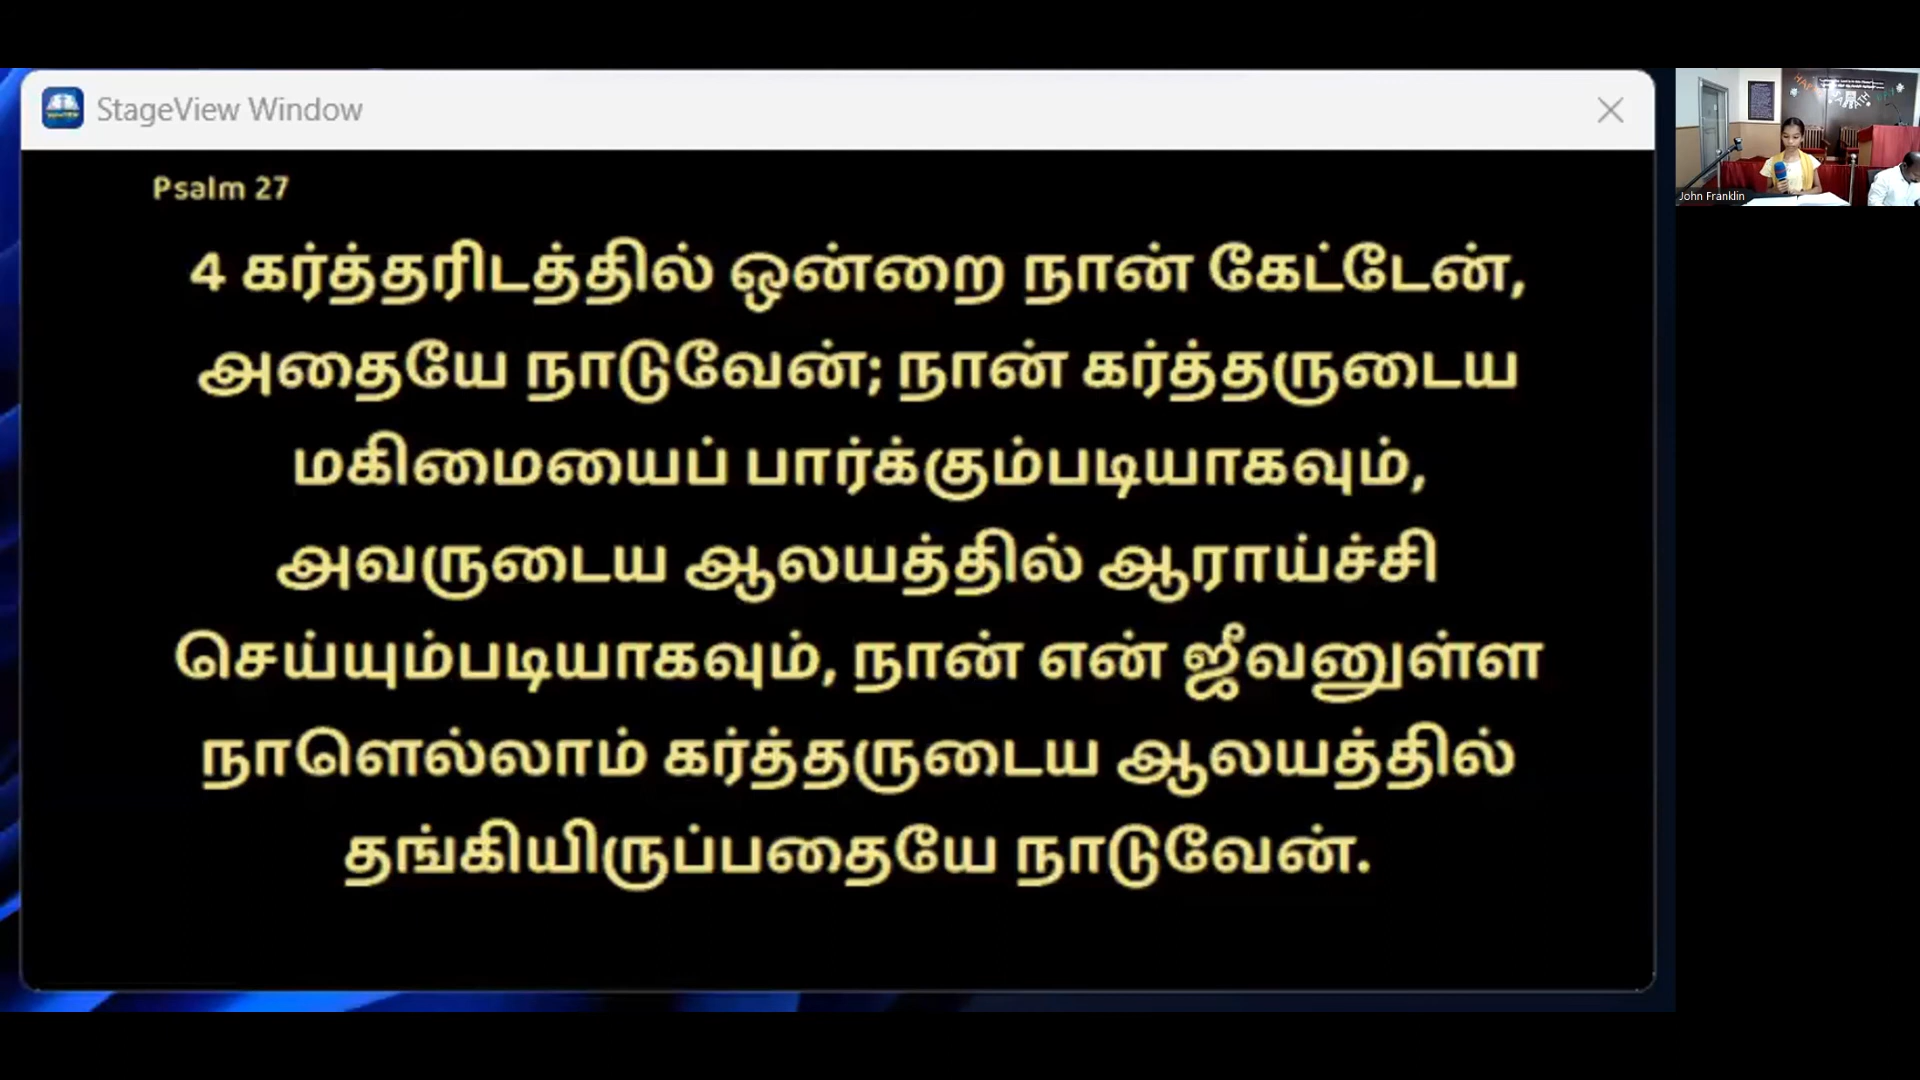 StageView Window
Psalm 27
4 கர்த்தரிடத்தில் ஒன்றை நான் கேட்டேன்,
அதையே நாடுவேன்; நான் கர்த்தருடைய
மகிமையைப் பார்க்கும்படியாகவும்,
அவருடைய ஆலயத்தில் ஆராய்ச்சி
செய்யும்படியாகவும், நான் என் ஜீவனுள்ள
நாளெல்லாம் கர்த்தருடைய ஆலயத்தில்
தங்கியிருப்பதையே நாடுவேன்.
John Franklin